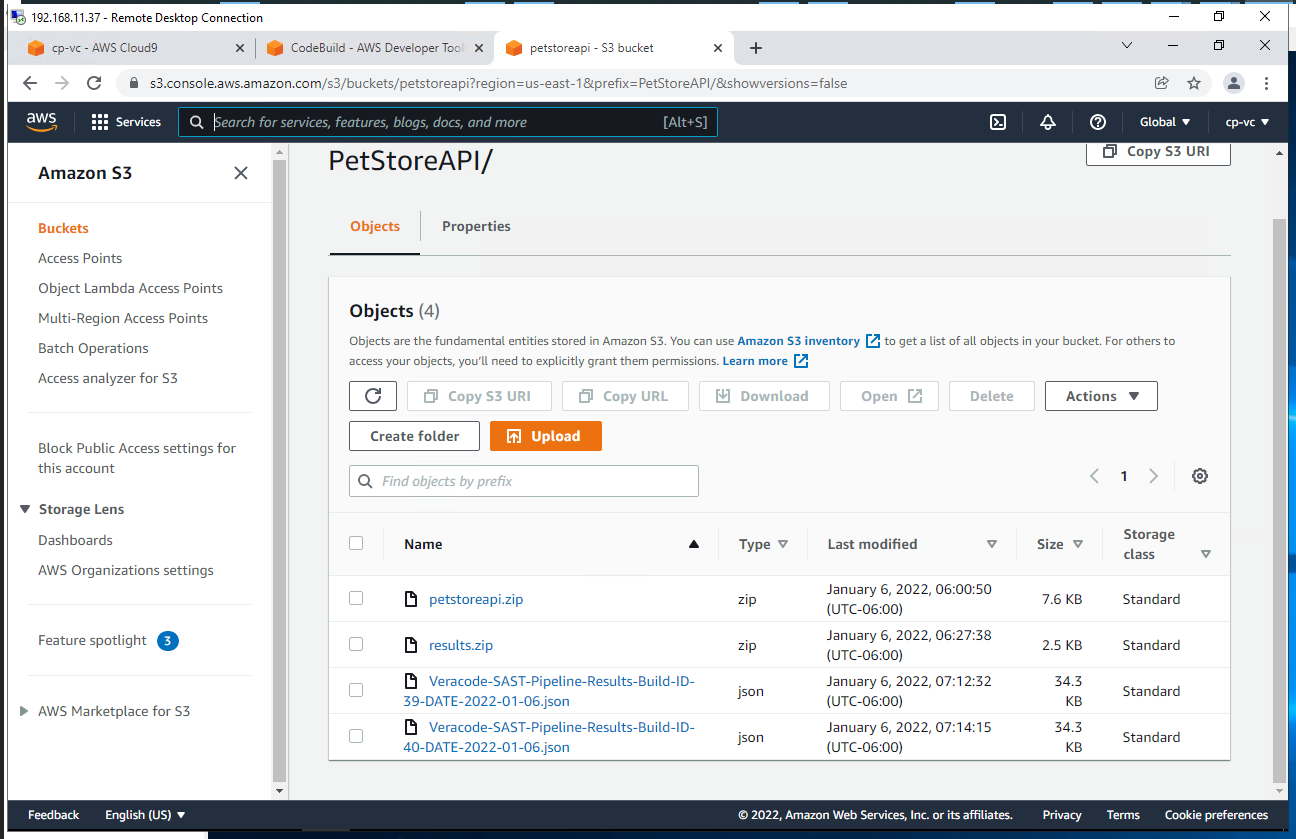 192.168.11.37 - Remote Desktop Connection
cp-vc - AWS Cloud9
CodeBuild - AWS Developer Tool
petstoreapi - S3 bucket
s3.console.aws.amazon.com/s3/buckets/petstoreapi?region=us-east-1&prefix=PetStoreAPI/&showversions=false
aws
Services
Search for services, features, blogs, docs, and more
[Alt+S]
Global
cp-vc
Amazon S3
Buckets
Access Points
Object Lambda Access Points
Multi-Region Access Points
Batch Operations
Access analyzer for S3
Block Public Access settings for
this account
Storage Lens
Dashboards
AWS Organizations settings
Feature spotlight 3
AWS Marketplace for S3
PetStoreAPI/
Copy S3 URI
Objects
Properties
Objects (4)
Objects are the fundamental entities stored in Amazon S3. You can use Amazon S3 inventory to get a list of all objects in your bucket. For others to
access your objects, you'll need to explicitly grant them permissions. Learn more
Copy S3 URI
Copy URL
Download
Open
Delete
Actions
Create folder
Upload
Find objects by prefix
1
Name
Type
Last modified
Size
Storage
class
petstoreapi.zip
zip
January 6, 2022, 06:00:50
(UTC-06:00)
7.6 KB
Standard
results.zip
zip
January 6, 2022, 06:27:38
(UTC-06:00)
2.5 KB
Standard
Veracode-SAST-Pipeline-Results-Build-ID-
39-DATE-2022-01-06.json
json
January 6, 2022, 07:12:32
(UTC-06:00)
34.3
KB
Standard
Veracode-SAST-Pipeline-Results-Build-ID-
40-DATE-2022-01-06.json
json
January 6, 2022, 07:14:15
(UTC-06:00)
34.3
KB
Standard
Feedback
English (US)
© 2022, Amazon Web Services, Inc. or its affiliates.
Privacy
Terms
Cookie preferences